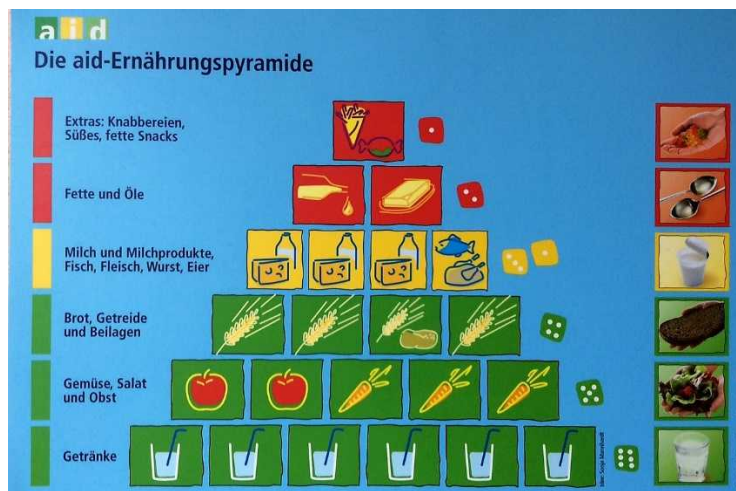 aid
Die aid-Ernährungspyramide
Extras: Knabbereien,
Süßes, fette Snacks
Fette und Öle
Milch und Milchprodukte,
Fisch, Fleisch, Wurst, Eier
Brot, Getreide
und Beilagen
Gemüse, Salat
und Obst
Getränke